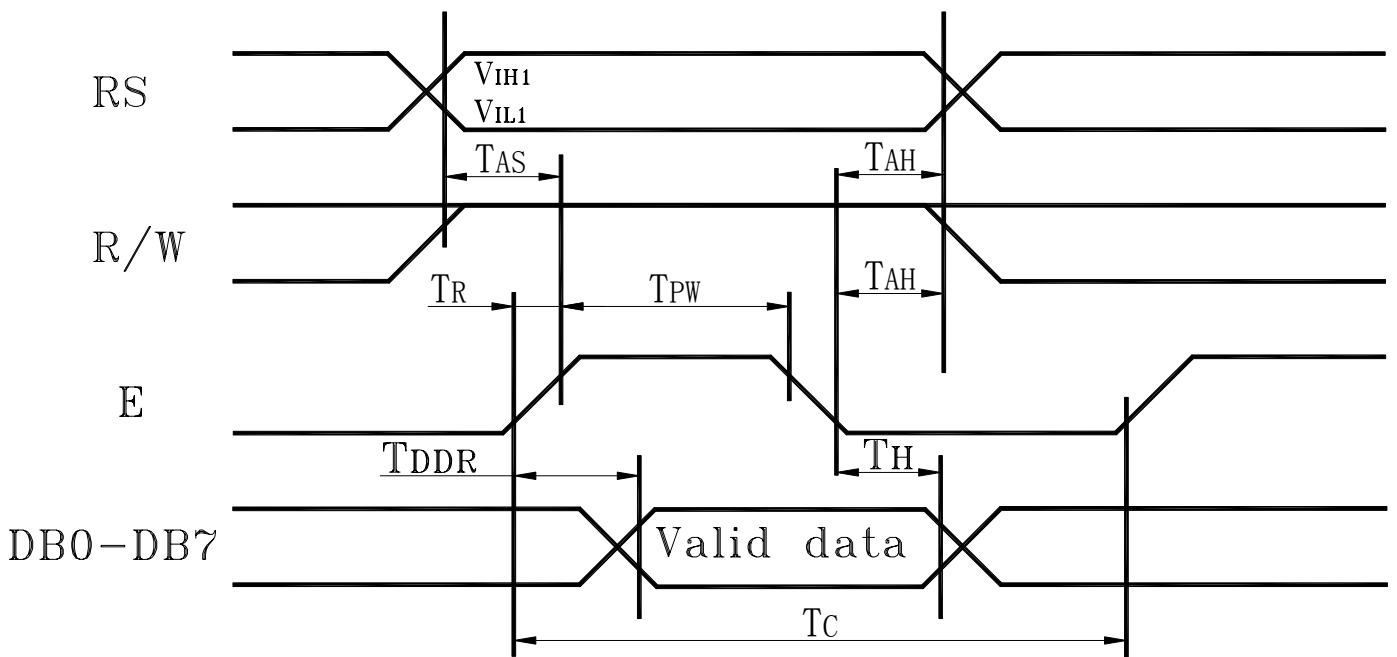 RS
VIH1
VIL1
TAS
TAH
R/W
TR
TPW
TAH
E
TDDR
TH
DB0-DB7
Valid data
TC